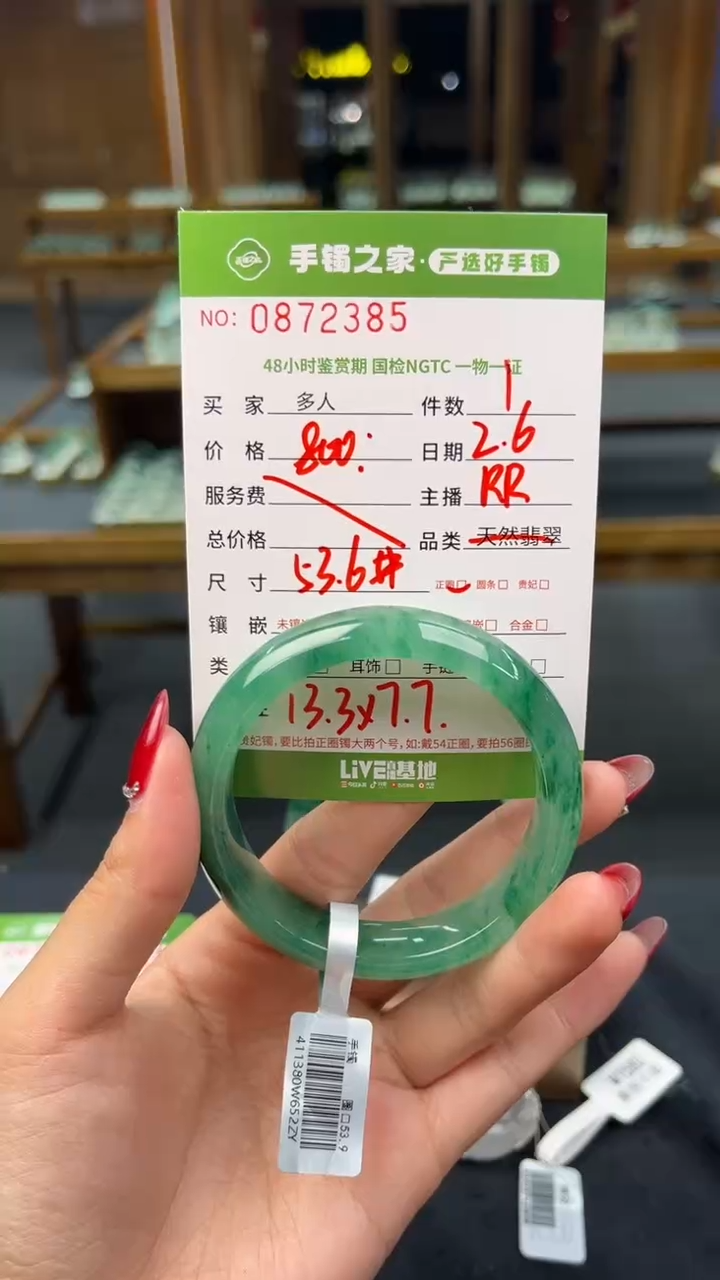 手镯之家·严选好手镯
NO: 0872385
48小时鉴赏期 国检NGTC 一物一证
买家 多人 件数 1
价格 800: 日期 2.6
服务费 主播 RR
总价格 品类 天然翡翠
尺寸 53.6# 正圈□ 圆条□ 贵妃□
镶嵌 未镶 嵌□ 合金□
类 □ 耳饰□ 手 □
13.3x7.7.
贵妃镯,要比拍正圈镯大两个号,如:戴54正圈,要拍56圈
LiVE 基地
手镯 圈口53.9
411380W652ZY